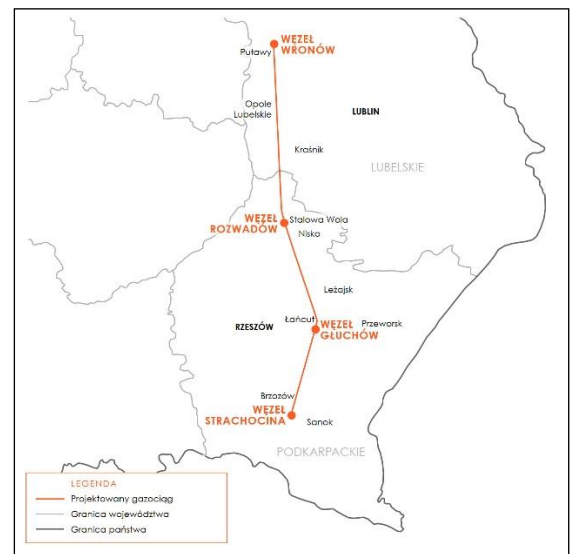 WĘZEŁ
WRONÓW
Puławy
Opole
Lubelskie
LUBLIN
Kraśnik
LUBELSKIE
WĘZEŁ
ROZWADÓW
Stalowa Wola
Nisko
Leżajsk
RZESZÓW
Łańcut
WĘZEŁ
GŁUCHÓW
Przeworsk
Brzozów
WĘZEŁ
STRACHOCINA
Sanok
PODKARPACKIE
LEGENDA
Projektowany gazociąg
Granica województwa
Granica państwa